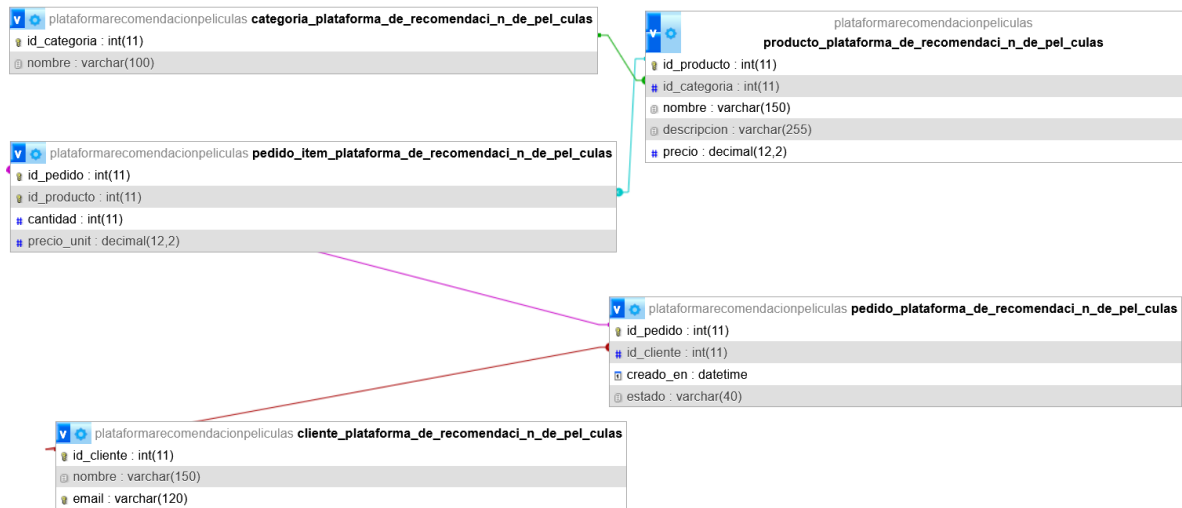 plataformarecomendacionpeliculas categoria_plataforma_de_recomendaci_n_de_pel_culas
id_categoria : int(11)
nombre : varchar(100)
plataformarecomendacionpeliculas
producto_plataforma_de_recomendaci_n_de_pel_culas
id_producto : int(11)
id_categoria : int(11)
nombre : varchar(150)
descripcion : varchar(255)
precio : decimal(12,2)
plataformarecomendacionpeliculas pedido_item_plataforma_de_recomendaci_n_de_pel_culas
id_pedido : int(11)
id_producto : int(11)
cantidad : int(11)
precio_unit : decimal(12,2)
plataformarecomendacionpeliculas pedido_plataforma_de_recomendaci_n_de_pel_culas
id_pedido : int(11)
id_cliente : int(11)
creado_en : datetime
estado : varchar(40)
plataformarecomendacionpeliculas cliente_plataforma_de_recomendaci_n_de_pel_culas
id_cliente : int(11)
nombre : varchar(150)
email : varchar(120)